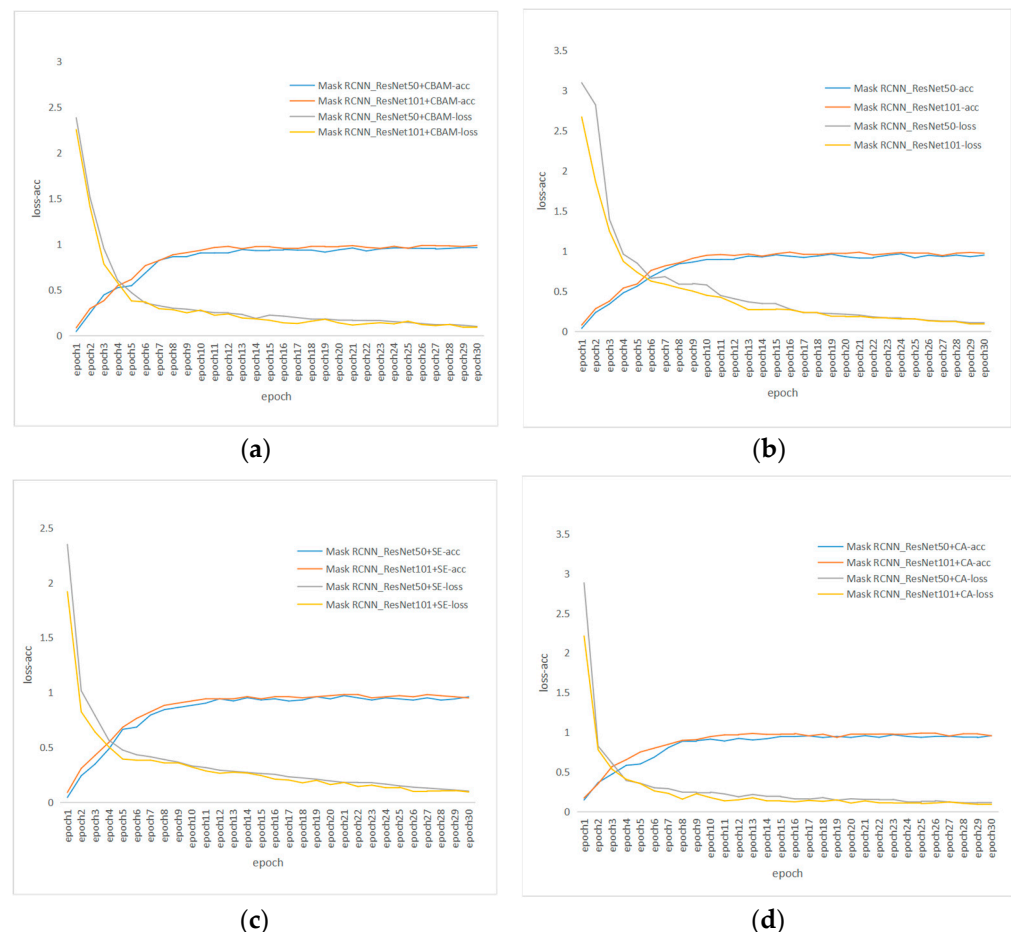 3
2.5
2
1.5
1
0.5
0
loss-acc
Mask RCNN_ResNet50+CBAM-acc
Mask RCNN_ResNet101+CBAM-acc
Mask RCNN_ResNet50+CBAM-loss
Mask RCNN_ResNet101+CBAM-loss
epoch1 epoch2 epoch3 epoch4 epoch5 epoch6 epoch7 epoch8 epoch9 epoch10 epoch11 epoch12 epoch13 epoch14 epoch15 epoch16 epoch17 epoch18 epoch19 epoch20 epoch21 epoch22 epoch23 epoch24 epoch25 epoch26 epoch27 epoch28 epoch29 epoch30
epoch
(a)
3.5
3
2.5
2
1.5
1
0.5
0
loss-acc
Mask RCNN_ResNet50-acc
Mask RCNN_ResNet101-acc
Mask RCNN_ResNet50-loss
Mask RCNN_ResNet101-loss
epoch1 epoch2 epoch3 epoch4 epoch5 epoch6 epoch7 epoch8 epoch9 epoch10 epoch11 epoch12 epoch13 epoch14 epoch15 epoch16 epoch17 epoch18 epoch19 epoch20 epoch21 epoch22 epoch23 epoch24 epoch25 epoch26 epoch27 epoch28 epoch29 epoch30
epoch
(b)
2.5
2
1.5
1
0.5
0
loss-acc
Mask RCNN_ResNet50+SE-acc
Mask RCNN_ResNet101+SE-acc
Mask RCNN_ResNet50+SE-loss
Mask RCNN_ResNet101+SE-loss
epoch1 epoch2 epoch3 epoch4 epoch5 epoch6 epoch7 epoch8 epoch9 epoch10 epoch11 epoch12 epoch13 epoch14 epoch15 epoch16 epoch17 epoch18 epoch19 epoch20 epoch21 epoch22 epoch23 epoch24 epoch25 epoch26 epoch27 epoch28 epoch29 epoch30
epoch
(c)
3.5
3
2.5
2
1.5
1
0.5
0
loss-acc
Mask RCNN_ResNet50+CA-acc
Mask RCNN_ResNet101+CA-acc
Mask RCNN_ResNet50+CA-loss
Mask RCNN_ResNet101+CA-loss
epoch1 epoch2 epoch3 epoch4 epoch5 epoch6 epoch7 epoch8 epoch9 epoch10 epoch11 epoch12 epoch13 epoch14 epoch15 epoch16 epoch17 epoch18 epoch19 epoch20 epoch21 epoch22 epoch23 epoch24 epoch25 epoch26 epoch27 epoch28 epoch29 epoch30
epoch
(d)